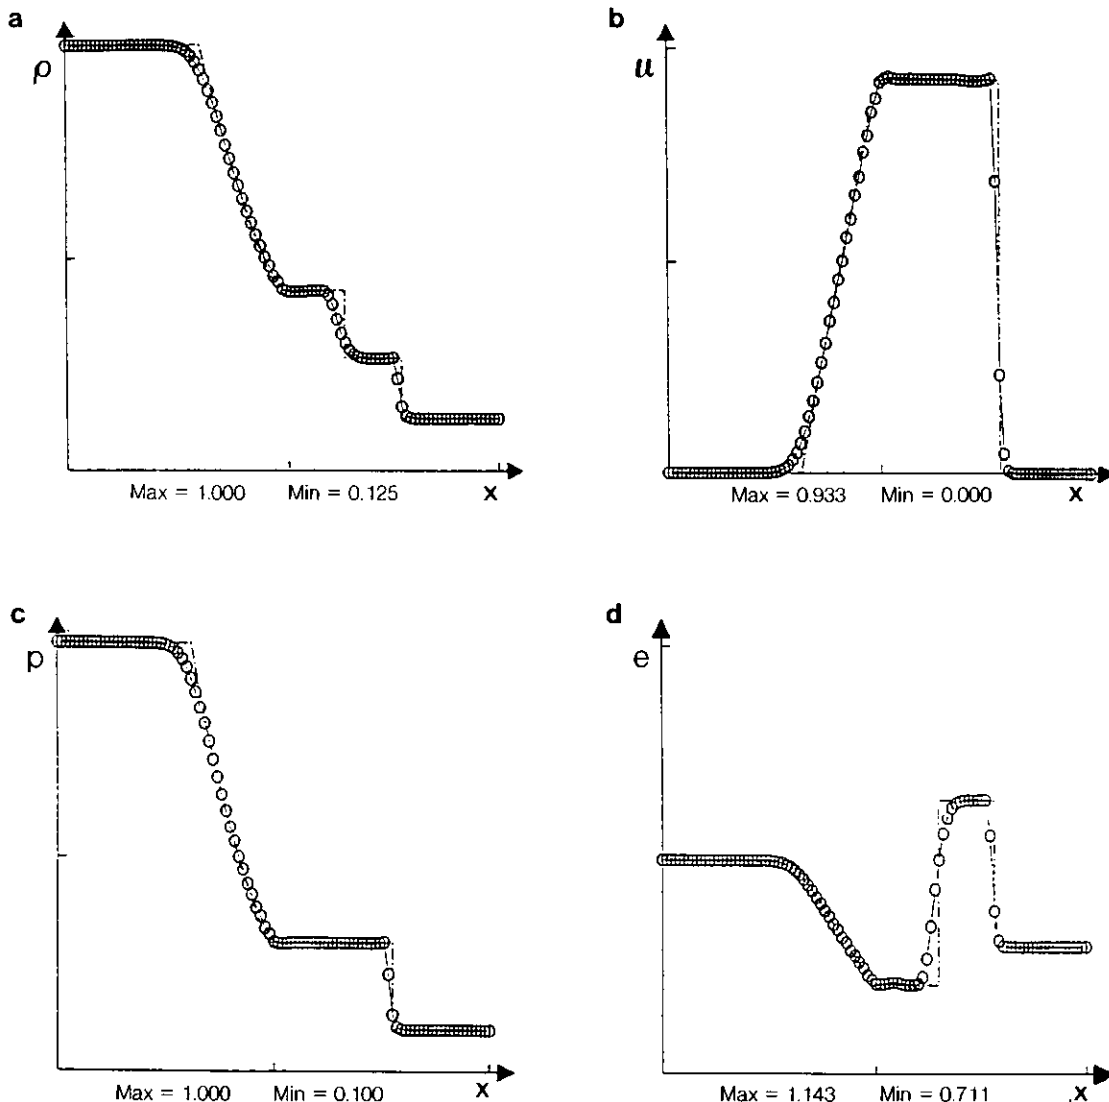 a
ρ
Max = 1.000 Min = 0.125 x
b
u
Max = 0.933 Min = 0.000 x
c
p
Max = 1.000 Min = 0.100 x
d
e
Max = 1.143 Min = 0.711 x